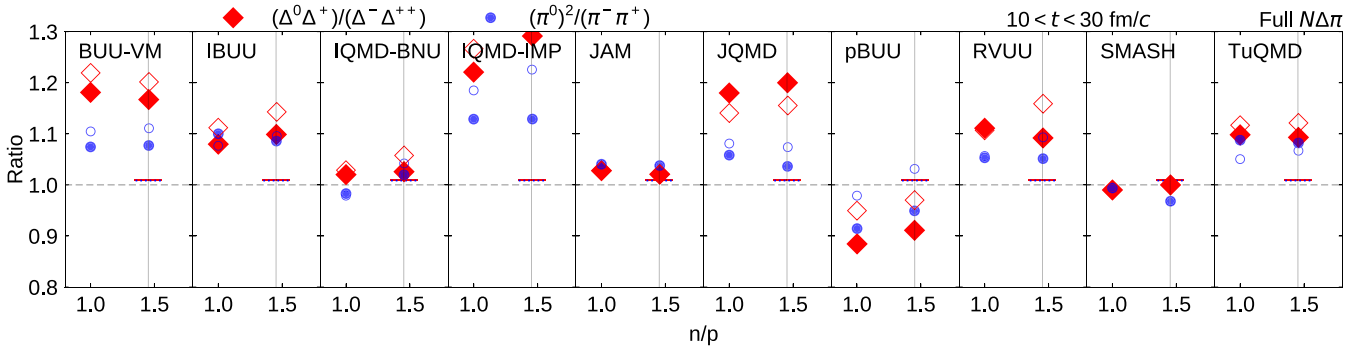 (Δ⁰Δ⁺)/(Δ⁻Δ⁺⁺) (π⁰)²/(π⁻π⁺) 10 < t < 30 fm/c Full NΔπ
BUU-VM IBUU IQMD-BNU IQMD-IMP JAM JQMD pBUU RVUU SMASH TuQMD
1.3
1.2
1.1
1.0
0.9
0.8
Ratio
1.0 1.5 1.0 1.5 1.0 1.5 1.0 1.5 1.0 1.5 1.0 1.5 1.0 1.5 1.0 1.5 1.0 1.5 1.0 1.5
n/p